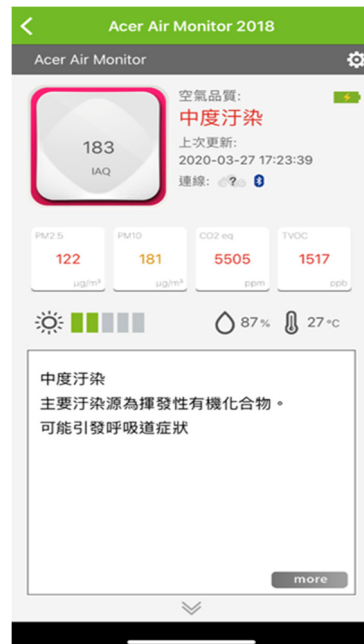 Acer Air Monitor 2018
Acer Air Monitor
183
IAQ
空氣品質:
中度汙染
上次更新:
2020-03-27 17:23:39
連線: ?
PM2.5
122
μg/m³
PM10
181
μg/m³
CO2 eq
5505
ppm
TVOC
1517
ppb
87%
27°C
中度汙染
主要汙染源為揮發性有機化合物。
可能引發呼吸道症狀
more